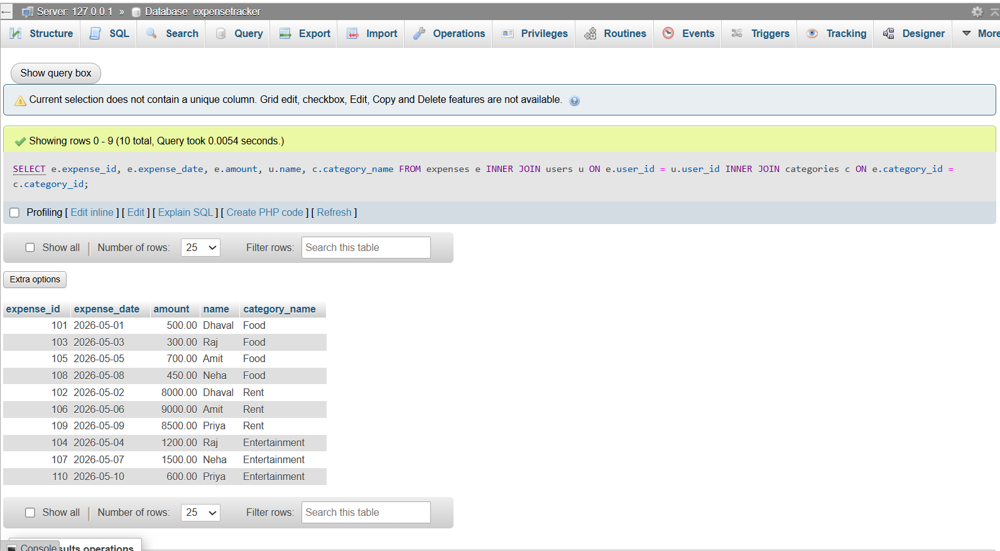 ← Server: 127.0.0.1 » Database: expensetracker
Structure SQL Search Query Export Import Operations Privileges Routines Events Triggers Tracking Designer More
Show query box
Current selection does not contain a unique column. Grid edit, checkbox, Edit, Copy and Delete features are not available.
Showing rows 0 - 9 (10 total, Query took 0.0054 seconds.)
SELECT e.expense_id, e.expense_date, e.amount, u.name, c.category_name FROM expenses e INNER JOIN users u ON e.user_id = u.user_id INNER JOIN categories c ON e.category_id =
c.category_id;
Profiling [ Edit inline ] [ Edit ] [ Explain SQL ] [ Create PHP code ] [ Refresh ]
Show all | Number of rows: 25 Filter rows: Search this table
Extra options
expense_id expense_date amount name category_name
101 2026-05-01 500.00 Dhaval Food
103 2026-05-03 300.00 Raj Food
105 2026-05-05 700.00 Amit Food
108 2026-05-08 450.00 Neha Food
102 2026-05-02 8000.00 Dhaval Rent
106 2026-05-06 9000.00 Amit Rent
109 2026-05-09 8500.00 Priya Rent
104 2026-05-04 1200.00 Raj Entertainment
107 2026-05-07 1500.00 Neha Entertainment
110 2026-05-10 600.00 Priya Entertainment
Show all | Number of rows: 25 Filter rows: Search this table
Console sults operations